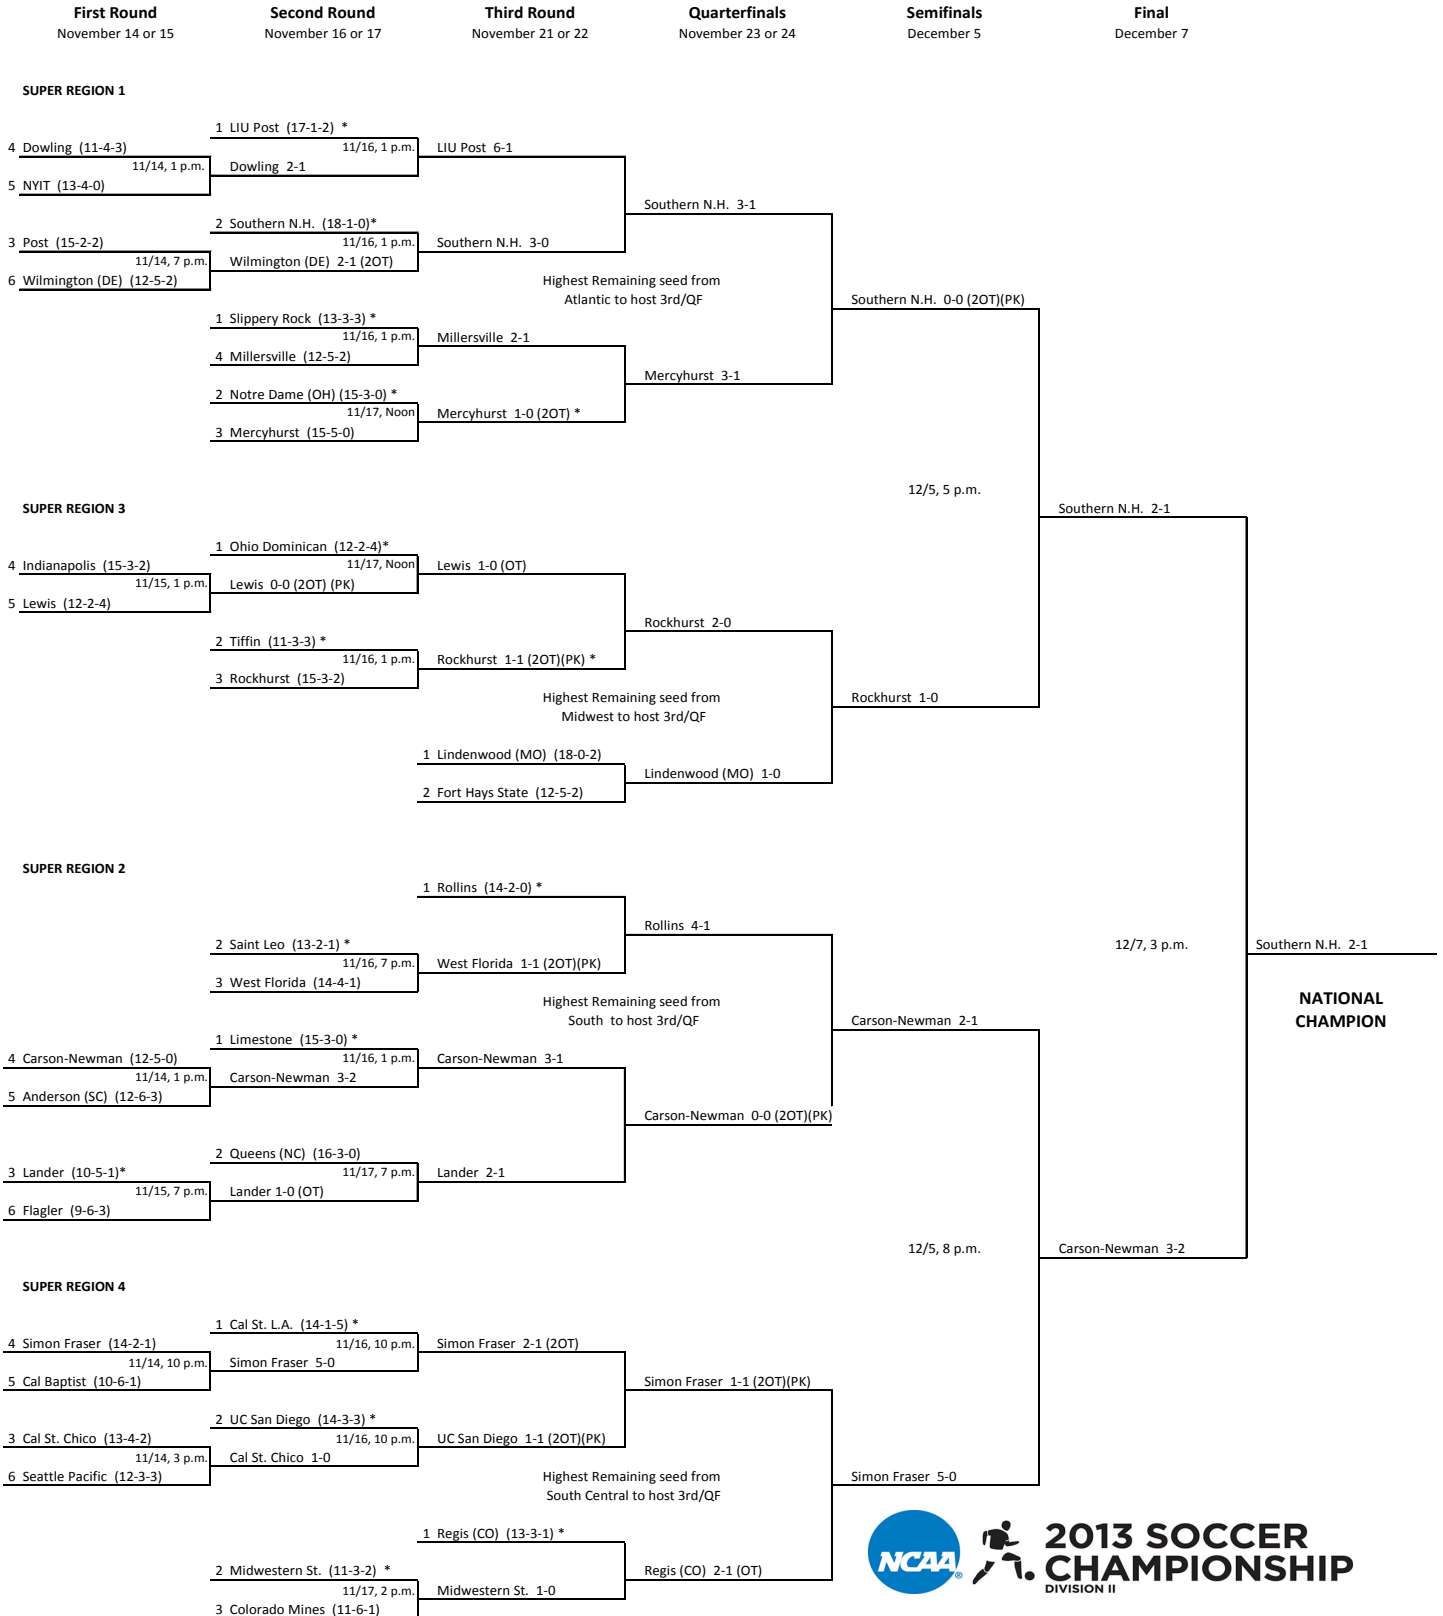 First Round
Second Round
Third Round
Quarterfinals
Semifinals
Final
November 14 or 15
November 16 or 17
November 21 or 22
November 23 or 24
December 5
December 7
SUPER REGION 1
1 LIU Post (17-1-2) *
4 Dowling (11-4-3)
11/16, 1 p.m.
LIU Post 6-1
11/14, 1 p.m.
Dowling 2-1
5 NYIT (13-4-0)
Southern N.H. 3-1
2 Southern N.H. (18-1-0)*
3 Post (15-2-2)
11/16, 1 p.m.
Southern N.H. 3-0
11/14, 7 p.m.
Wilmington (DE) 2-1 (2OT)
6 Wilmington (DE) (12-5-2)
Highest Remaining seed from
Atlantic to host 3rd/QF
Southern N.H. 0-0 (2OT)(PK)
1 Slippery Rock (13-3-3) *
11/16, 1 p.m.
Millersville 2-1
4 Millersville (12-5-2)
Mercyhurst 3-1
2 Notre Dame (OH) (15-3-0) *
11/17, Noon
Mercyhurst 1-0 (2OT) *
3 Mercyhurst (15-5-0)
12/5, 5 p.m.
SUPER REGION 3
Southern N.H. 2-1
1 Ohio Dominican (12-2-4)*
4 Indianapolis (15-3-2)
11/17, Noon
Lewis 1-0 (OT)
11/15, 1 p.m.
Lewis 0-0 (2OT) (PK)
5 Lewis (12-2-4)
Rockhurst 2-0
2 Tiffin (11-3-3) *
11/16, 1 p.m.
Rockhurst 1-1 (2OT)(PK) *
3 Rockhurst (15-3-2)
Highest Remaining seed from
Midwest to host 3rd/QF
Rockhurst 1-0
1 Lindenwood (MO) (18-0-2)
Lindenwood (MO) 1-0
2 Fort Hays State (12-5-2)
SUPER REGION 2
1 Rollins (14-2-0) *
Rollins 4-1
2 Saint Leo (13-2-1) *
12/7, 3 p.m.
Southern N.H. 2-1
11/16, 7 p.m.
West Florida 1-1 (2OT)(PK)
3 West Florida (14-4-1)
NATIONAL
CHAMPION
Highest Remaining seed from
South to host 3rd/QF
Carson-Newman 2-1
1 Limestone (15-3-0) *
4 Carson-Newman (12-5-0)
11/16, 1 p.m.
Carson-Newman 3-1
11/14, 1 p.m.
Carson-Newman 3-2
5 Anderson (SC) (12-6-3)
Carson-Newman 0-0 (2OT)(PK)
2 Queens (NC) (16-3-0)
3 Lander (10-5-1)*
11/17, 7 p.m.
Lander 2-1
11/15, 7 p.m.
Lander 1-0 (OT)
6 Flagler (9-6-3)
12/5, 8 p.m.
Carson-Newman 3-2
SUPER REGION 4
1 Cal St. L.A. (14-1-5) *
4 Simon Fraser (14-2-1)
11/16, 10 p.m.
Simon Fraser 2-1 (2OT)
11/14, 10 p.m.
Simon Fraser 5-0
5 Cal Baptist (10-6-1)
Simon Fraser 1-1 (2OT)(PK)
2 UC San Diego (14-3-3) *
3 Cal St. Chico (13-4-2)
11/16, 10 p.m.
UC San Diego 1-1 (2OT)(PK)
11/14, 3 p.m.
Cal St. Chico 1-0
6 Seattle Pacific (12-3-3)
Highest Remaining seed from
South Central to host 3rd/QF
Simon Fraser 5-0
1 Regis (CO) (13-3-1) *
2 Midwestern St. (11-3-2) *
Regis (CO) 2-1 (OT)
11/17, 2 p.m.
Midwestern St. 1-0
3 Colorado Mines (11-6-1)
NCAA®
2013 SOCCER
CHAMPIONSHIP
DIVISION II